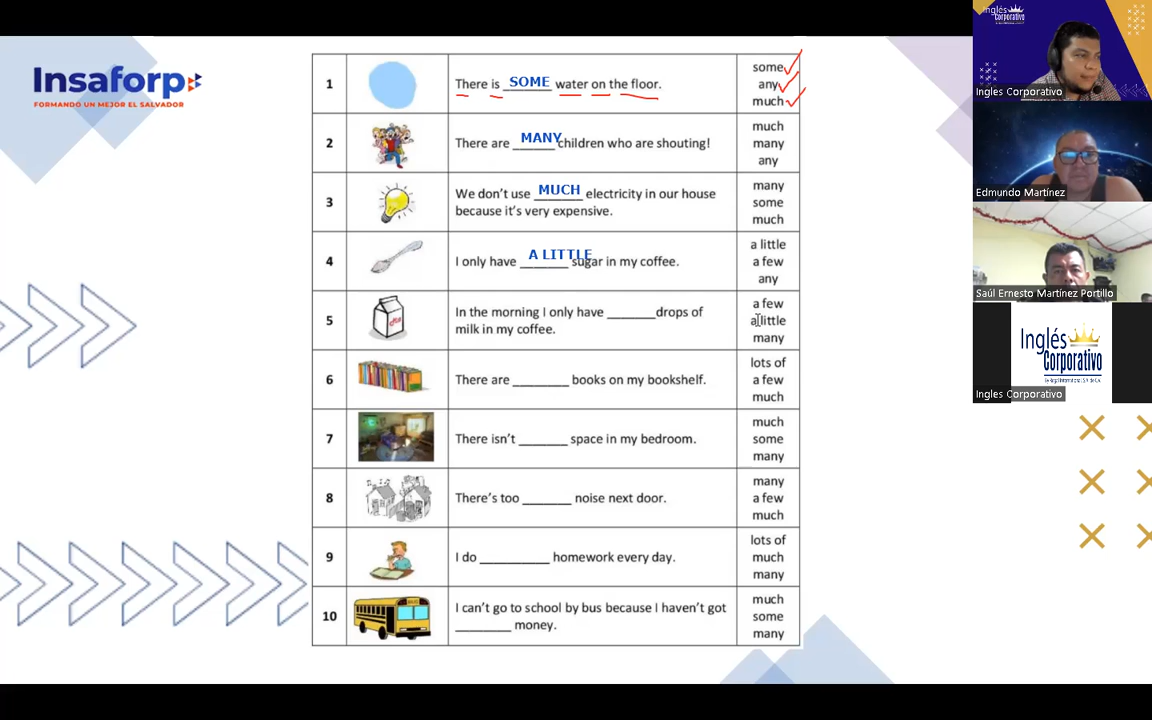 Insaforp
FORMANDO UN MEJOR EL SALVADOR
1
There is _______ water on the floor.
SOME
some
any
much
2
There are _______ children who are shouting!
MANY
much
many
any
3
We don't use _______ electricity in our house
because it's very expensive.
MUCH
many
some
much
4
I only have _______ sugar in my coffee.
A LITTLE
a little
a few
any
5
In the morning I only have _______drops of
milk in my coffee.
a few
a little
many
6
There are ________ books on my bookshelf.
lots of
a few
much
7
There isn't _______ space in my bedroom.
much
some
many
8
There's too _______ noise next door.
many
a few
much
9
I do __________ homework every day.
lots of
much
many
10
I can't go to school by bus because I haven't got
________ money.
much
some
many
Inglés
Corporativo
Ingles Corporativo
Edmundo Martínez
Saúl Ernesto Martínez Portillo
Inglés
Corporativo
Ingles Corporativo